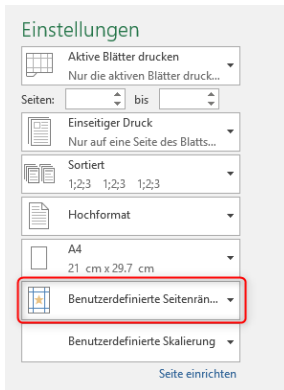 Einstellungen
Aktive Blätter drucken
Nur die aktiven Blätter druck...
Seiten: bis
Einseitiger Druck
Nur auf eine Seite des Blatts...
Sortiert
1;2;3 1;2;3 1;2;3
Hochformat
A4
21 cm x 29.7 cm
Benutzerdefinierte Seitenrän...
Benutzerdefinierte Skalierung
Seite einrichten